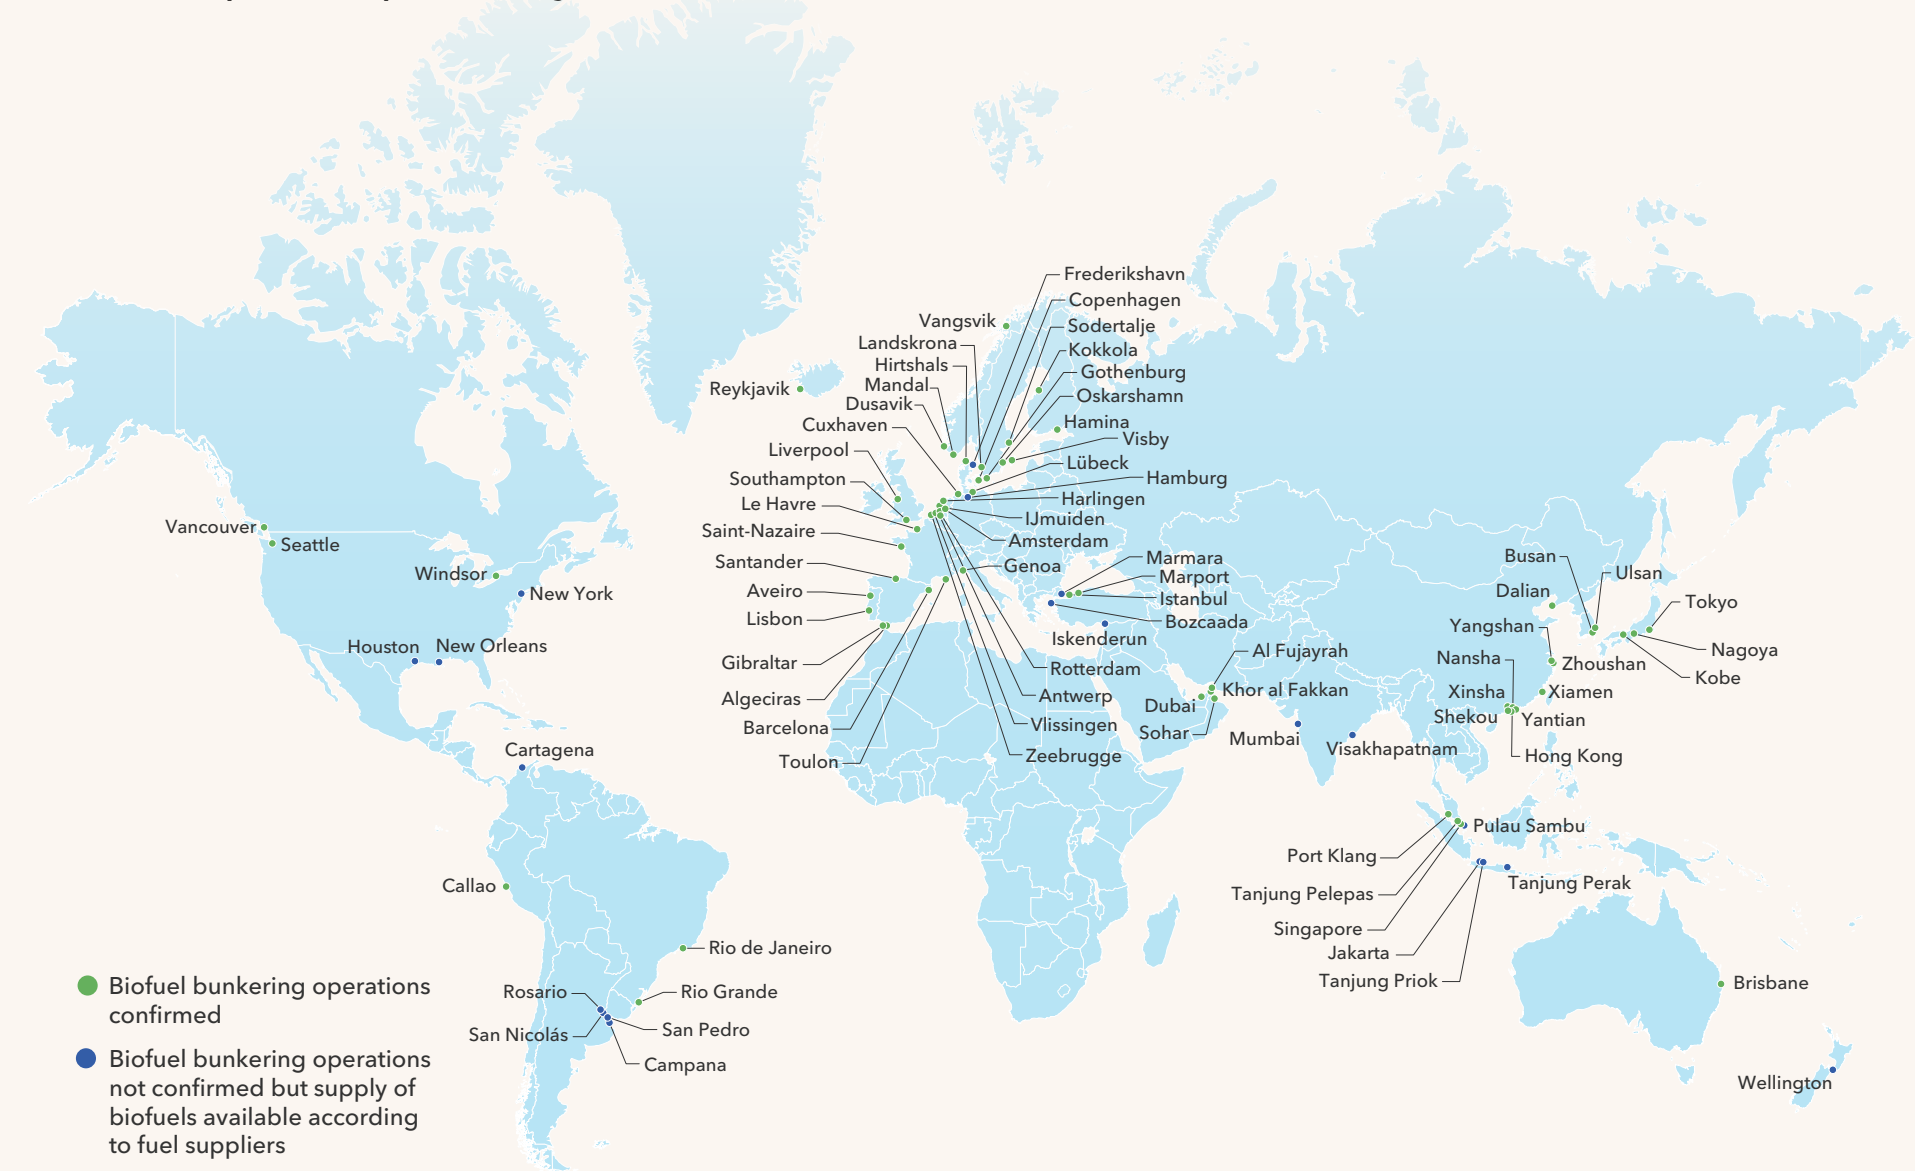 Frederikshavn
Copenhagen
Vangsvik
Sodertalje
Landskrona
Kokkola
Hirtshals
Gothenburg
Mandal
Reykjavik
Oskarshamn
Dusavik
Hamina
Cuxhaven
Visby
Liverpool
Lübeck
Southampton
Hamburg
Harlingen
Le Havre
IJmuiden
Vancouver
Saint-Nazaire
Amsterdam
Seattle
Busan
Marmara
Santander
Genoa
Ulsan
Windsor
Marport
Dalian
Aveiro
New York
Istanbul
Tokyo
Lisbon
Bozcaada
Yangshan
Iskenderun
Houston
New Orleans
Al Fujayrah
Nagoya
Nansha
Gibraltar
Zhoushan
Rotterdam
Kobe
Khor al Fakkan
Xinsha
Xiamen
Algeciras
Antwerp
Dubai
Shekou
Yantian
Barcelona
Vlissingen
Sohar
Mumbai
Visakhapatnam
Cartagena
Zeebrugge
Hong Kong
Toulon
Pulau Sambu
Port Klang
Tanjung Perak
Callao
Tanjung Pelepas
Singapore
Rio de Janeiro
Jakarta
Tanjung Priok
Brisbane
Biofuel bunkering operations
confirmed
Rosario
Rio Grande
San Nicolás
San Pedro
Campana
Wellington
Biofuel bunkering operations
not confirmed but supply of
biofuels available according
to fuel suppliers